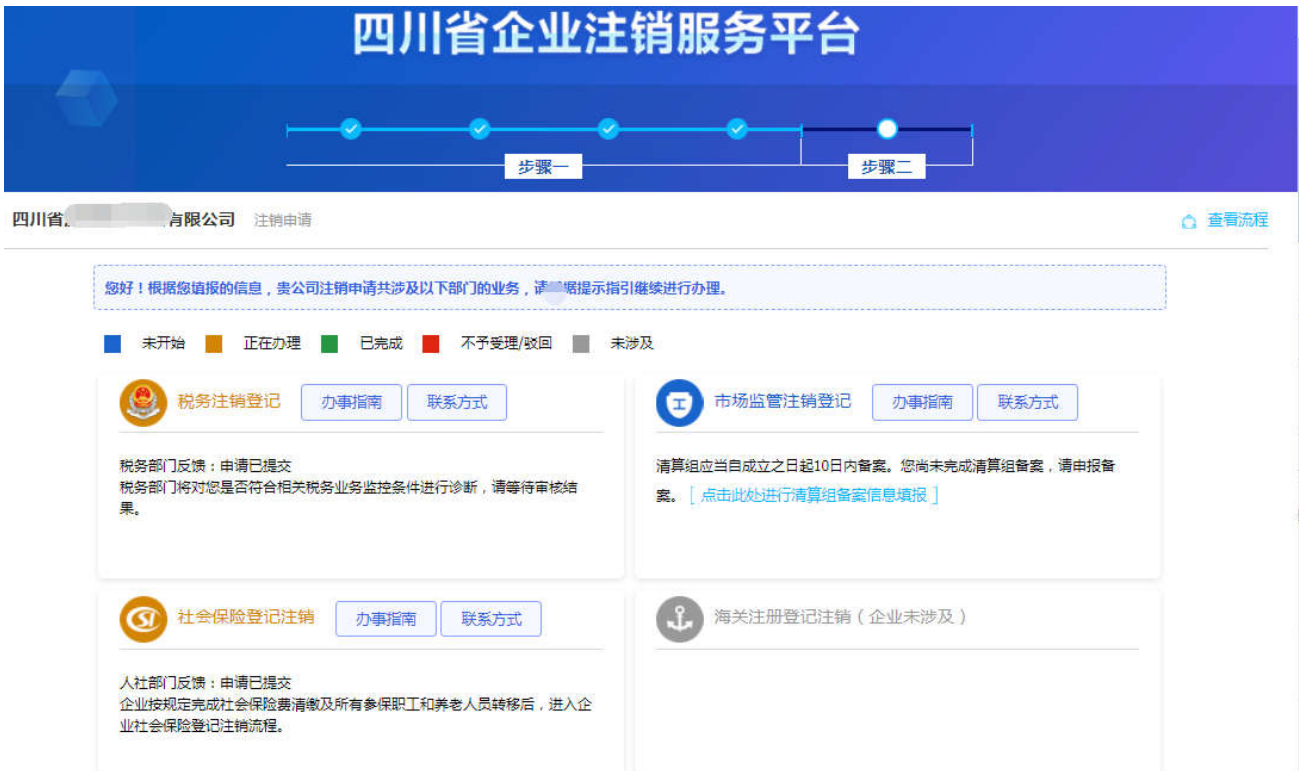 四川省企业注销服务平台
步骤一
步骤二
四川省
有限公司 注销申请
查看流程
您好！根据您填报的信息，贵公司注销申请共涉及以下部门的业务，请 据提示指引继续进行办理。
未开始 正在办理 已完成 不予受理/驳回 未涉及
税务注销登记 办事指南 联系方式
税务部门反馈：申请已提交
税务部门将对您是否符合相关税务业务监控条件进行诊断，请等待审核结
果。
市场监管注销登记 办事指南 联系方式
清算组应当自成立之日起10日内备案。您尚未完成清算组备案，请申报备
案。[ 点击此处进行清算组备案信息填报 ]
社会保险登记注销 办事指南 联系方式
人社部门反馈：申请已提交
企业按规定完成社会保险费清缴及所有参保职工和养老人员转移后，进入企
业社会保险登记注销流程。
海关注册登记注销（企业未涉及）